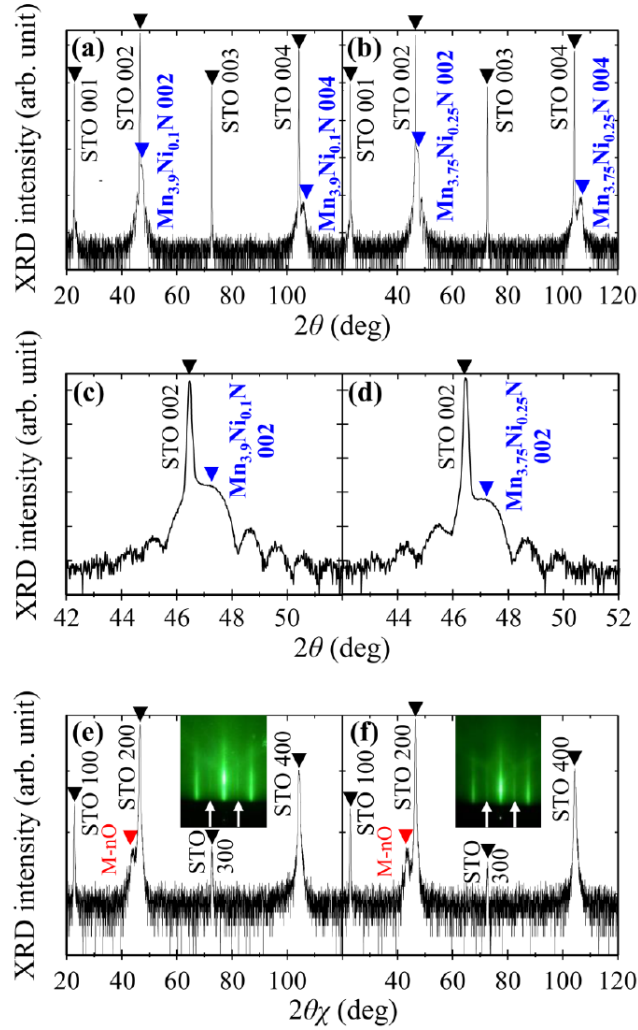 XRD intensity (arb. unit)
(a)
STO 001
STO 002
Mn3.9Ni0.1N 002
STO 003
STO 004
Mn3.9Ni0.1N 004
(b)
STO 001
STO 002
Mn3.75Ni0.25N 002
STO 003
STO 004
Mn3.75Ni0.25N 004
20 40 60 80 100 40 60 80 100 120
2θ (deg)
XRD intensity (arb. unit)
(c)
STO 002
Mn3.9Ni0.1N
002
(d)
STO 002
Mn3.75Ni0.25N
002
42 44 46 48 50 44 46 48 50 52
2θ (deg)
XRD intensity (arb. unit)
(e)
STO 100
M-nO
STO 200
STO
300
STO 400
(f)
STO 100
M-nO
STO 200
STO
300
STO 400
20 40 60 80 100 40 60 80 100 120
2θχ (deg)